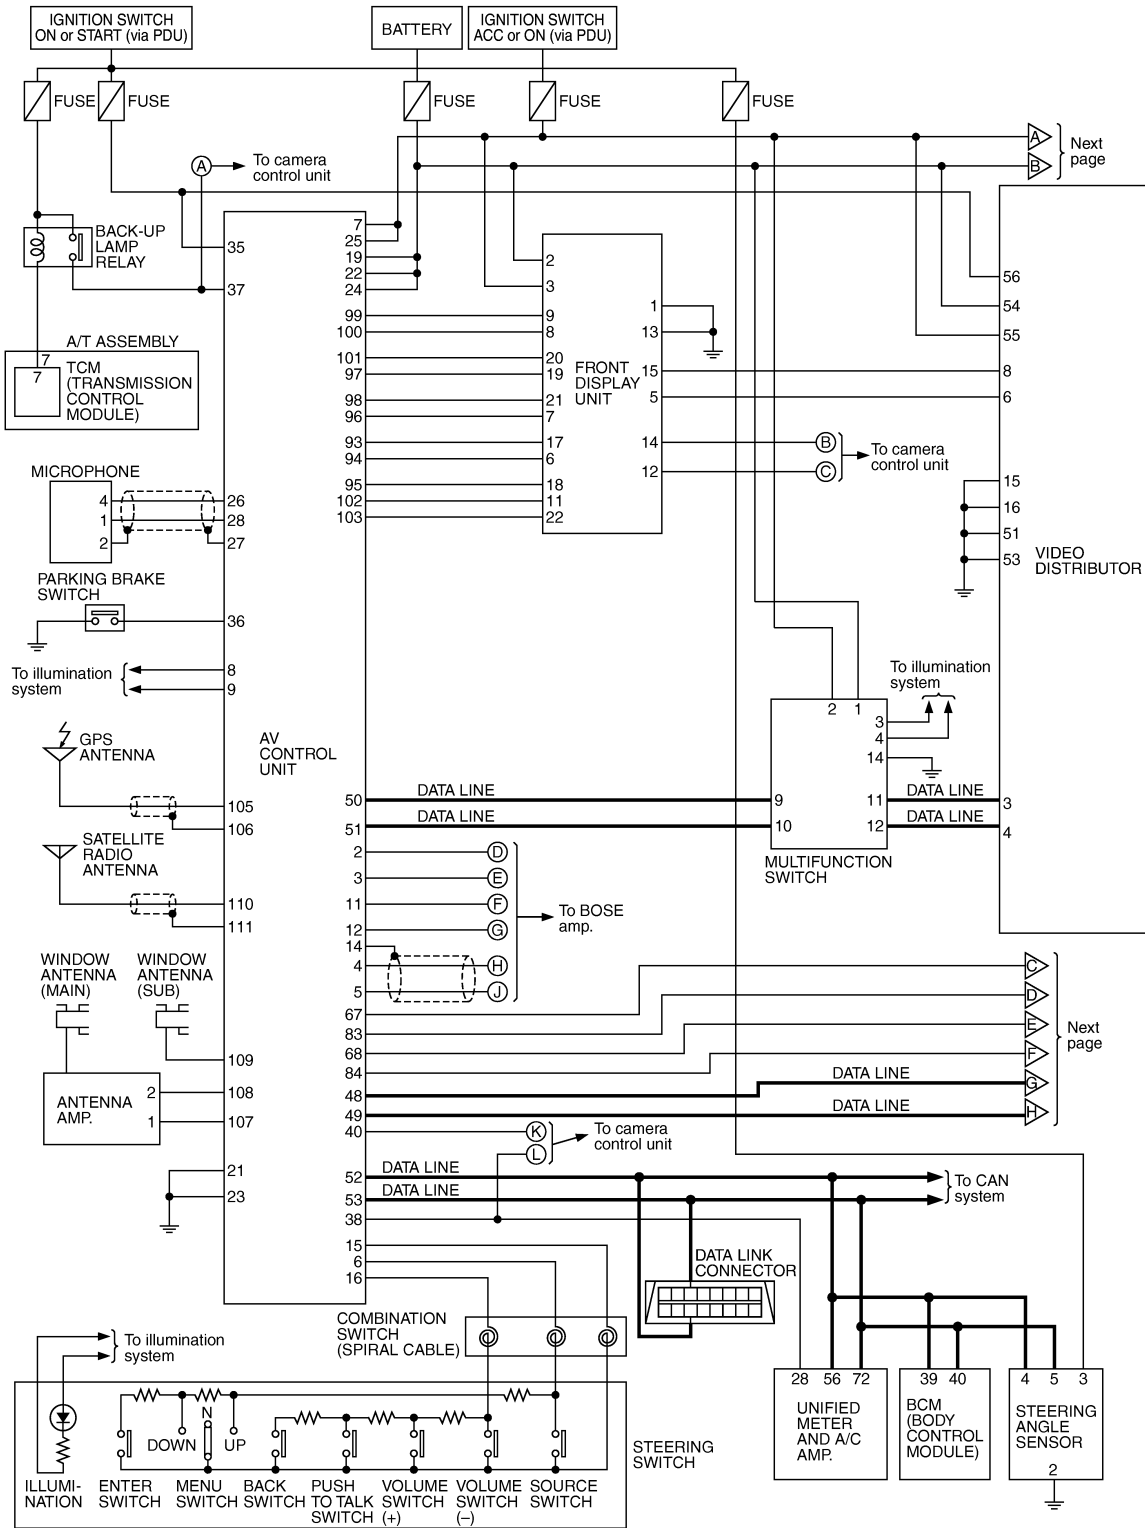 IGNITION SWITCH
ON or START (via PDU)
BATTERY
IGNITION SWITCH
ACC or ON (via PDU)
FUSE
FUSE
FUSE
FUSE
FUSE
A
To camera
control unit
A
B
Next
page
BACK-UP
LAMP
RELAY
35
37
7
25
19
22
24
99
100
101
97
98
96
93
94
95
102
103
2
3
9
8
20
19
21
7
17
6
18
11
22
FRONT
DISPLAY
UNIT
1
13
15
5
14
12
B
C
To camera
control unit
56
54
55
8
6
15
16
51
53
VIDEO
DISTRIBUTOR
A/T ASSEMBLY
7
7
TCM
(TRANSMISSION
CONTROL
MODULE)
MICROPHONE
4
1
2
26
28
27
PARKING BRAKE
SWITCH
36
To illumination
system
8
9
GPS
ANTENNA
105
106
SATELLITE
RADIO
ANTENNA
110
111
AV
CONTROL
UNIT
To illumination
system
2
1
3
4
14
50
DATA LINE
9
11
DATA LINE
3
51
DATA LINE
10
12
DATA LINE
4
MULTIFUNCTION
SWITCH
2
D
3
E
11
F
12
G
14
4
H
5
J
To BOSE
amp.
WINDOW
ANTENNA
(MAIN)
WINDOW
ANTENNA
(SUB)
109
ANTENNA
AMP.
2
1
108
107
21
23
67
83
68
84
48
49
C
D
E
F
DATA LINE
G
DATA LINE
H
Next
page
40
K
L
To camera
control unit
52
DATA LINE
53
DATA LINE
To CAN
system
38
15
6
16
DATA LINK
CONNECTOR
COMBINATION
SWITCH
(SPIRAL CABLE)
To illumination
system
28
56
72
UNIFIED
METER
AND A/C
AMP.
39
40
BCM
(BODY
CONTROL
MODULE)
4
5
3
STEERING
ANGLE
SENSOR
2
N
DOWN
UP
STEERING
SWITCH
ILLUMI-
NATION
ENTER
SWITCH
MENU
SWITCH
BACK
SWITCH
PUSH
TO TALK
SWITCH
VOLUME
SWITCH
(+)
VOLUME
SWITCH
(–)
SOURCE
SWITCH